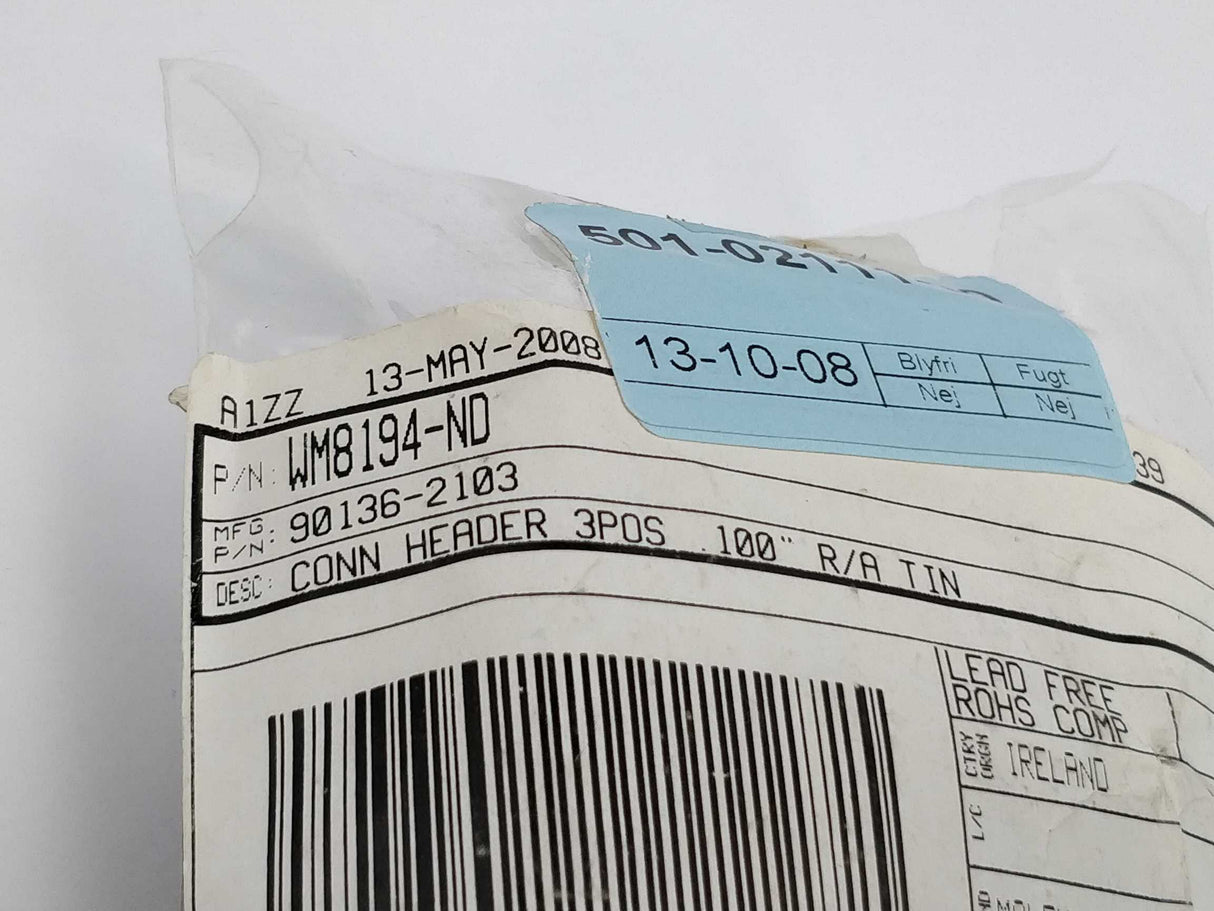 501-02111
13-10-08 Blyfri Fugt
Nej Nej
A1ZZ 13-MAY-2008
39
P/N: WM8194-ND
MFG. P/N: 90136-2103
DESC: CONN HEADER 3POS .100" R/A TIN
LEAD FREE
ROHS COMP
CTRY ORGN IRELAND
L/C